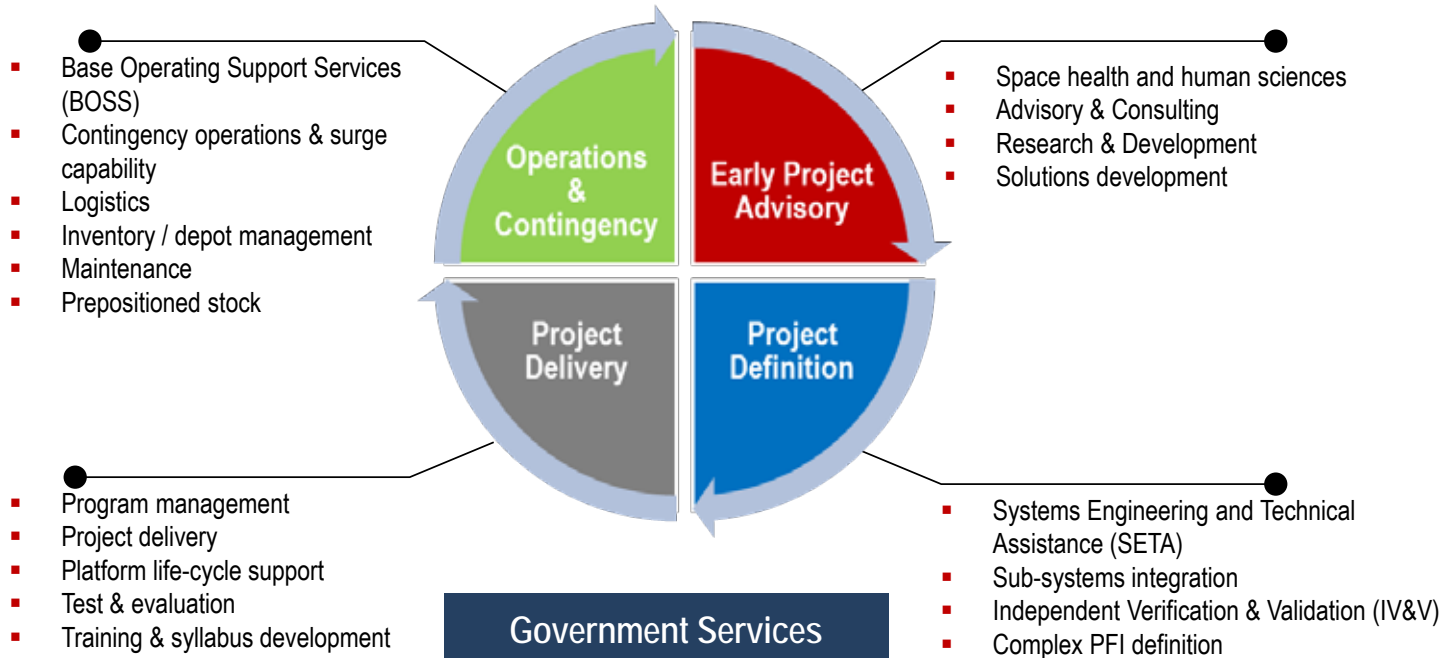 ▪ Base Operating Support Services
(BOSS)
▪ Contingency operations & surge
capability
▪ Logistics
▪ Inventory / depot management
▪ Maintenance
▪ Prepositioned stock
Operations
&
Contingency
Early Project
Advisory
▪ Space health and human sciences
▪ Advisory & Consulting
▪ Research & Development
▪ Solutions development
Project
Delivery
Project
Definition
▪ Program management
▪ Project delivery
▪ Platform life-cycle support
▪ Test & evaluation
▪ Training & syllabus development
▪ Systems Engineering and Technical
Assistance (SETA)
▪ Sub-systems integration
▪ Independent Verification & Validation (IV&V)
▪ Complex PFI definition
Government Services